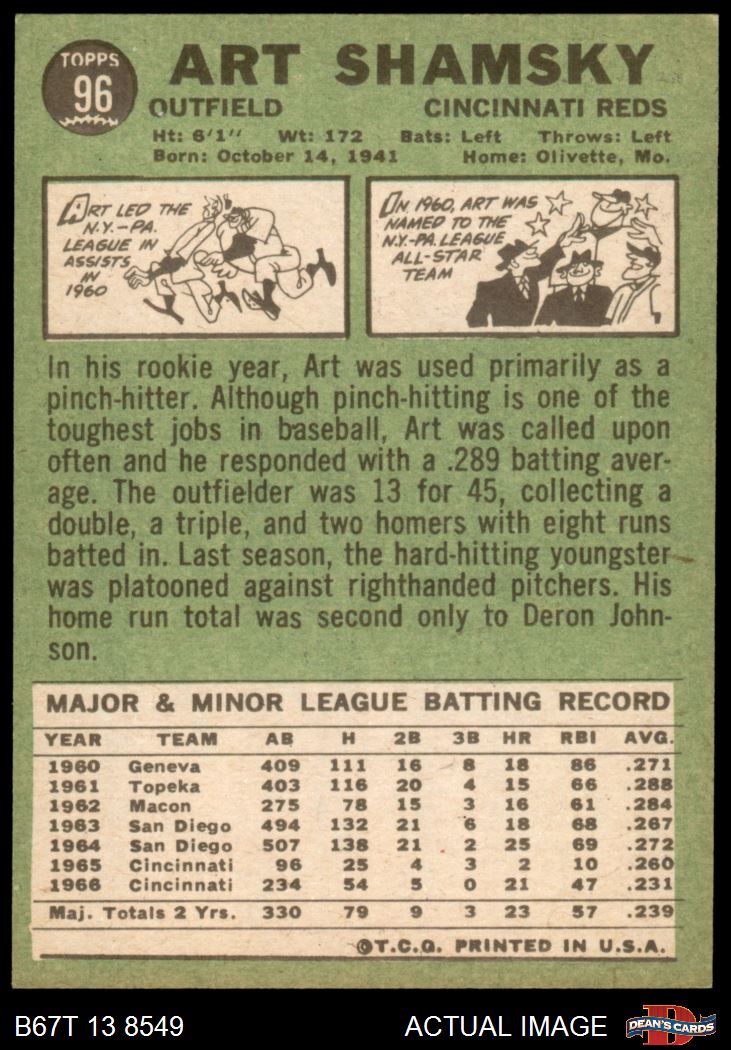 TOPPS
96
ART SHAMSKY
OUTFIELD CINCINNATI REDS
Ht: 6'1" Wt: 172 Bats: Left Throws: Left
Born: October 14, 1941 Home: Olivette, Mo.
ART LED THE
N.Y.-PA.
LEAGUE IN
ASSISTS
IN
1960
IN 1960, ART WAS
NAMED TO THE
N.Y.-PA. LEAGUE
ALL-STAR
TEAM
In his rookie year, Art was used primarily as a
pinch-hitter. Although pinch-hitting is one of the
toughest jobs in baseball, Art was called upon
often and he responded with a .289 batting aver-
age. The outfielder was 13 for 45, collecting a
double, a triple, and two homers with eight runs
batted in. Last season, the hard-hitting youngster
was platooned against righthanded pitchers. His
home run total was second only to Deron John-
son.
MAJOR & MINOR LEAGUE BATTING RECORD
YEAR TEAM AB H 2B 3B HR RBI AVG.
1960 Geneva 409 111 16 8 18 86 .271
1961 Topeka 403 116 20 4 15 66 .288
1962 Macon 275 78 15 3 16 61 .284
1963 San Diego 494 132 21 6 18 68 .267
1964 San Diego 507 138 21 2 25 69 .272
1965 Cincinnati 96 25 4 3 2 10 .260
1966 Cincinnati 234 54 5 0 21 47 .231
Maj. Totals 2 Yrs. 330 79 9 3 23 57 .239
©T.C.G. PRINTED IN U.S.A.
B67T 13 8549 ACTUAL IMAGE
DEAN'S CARDS